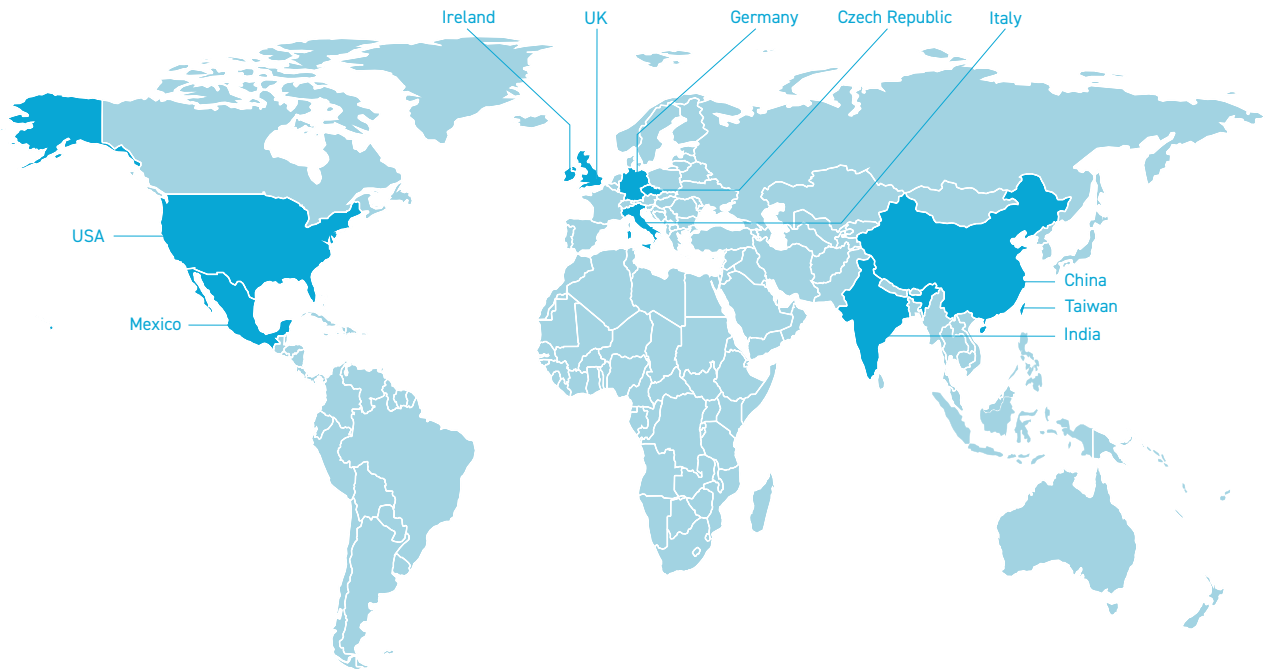 Ireland
UK
Germany
Czech Republic
Italy
USA
Mexico
China
Taiwan
India